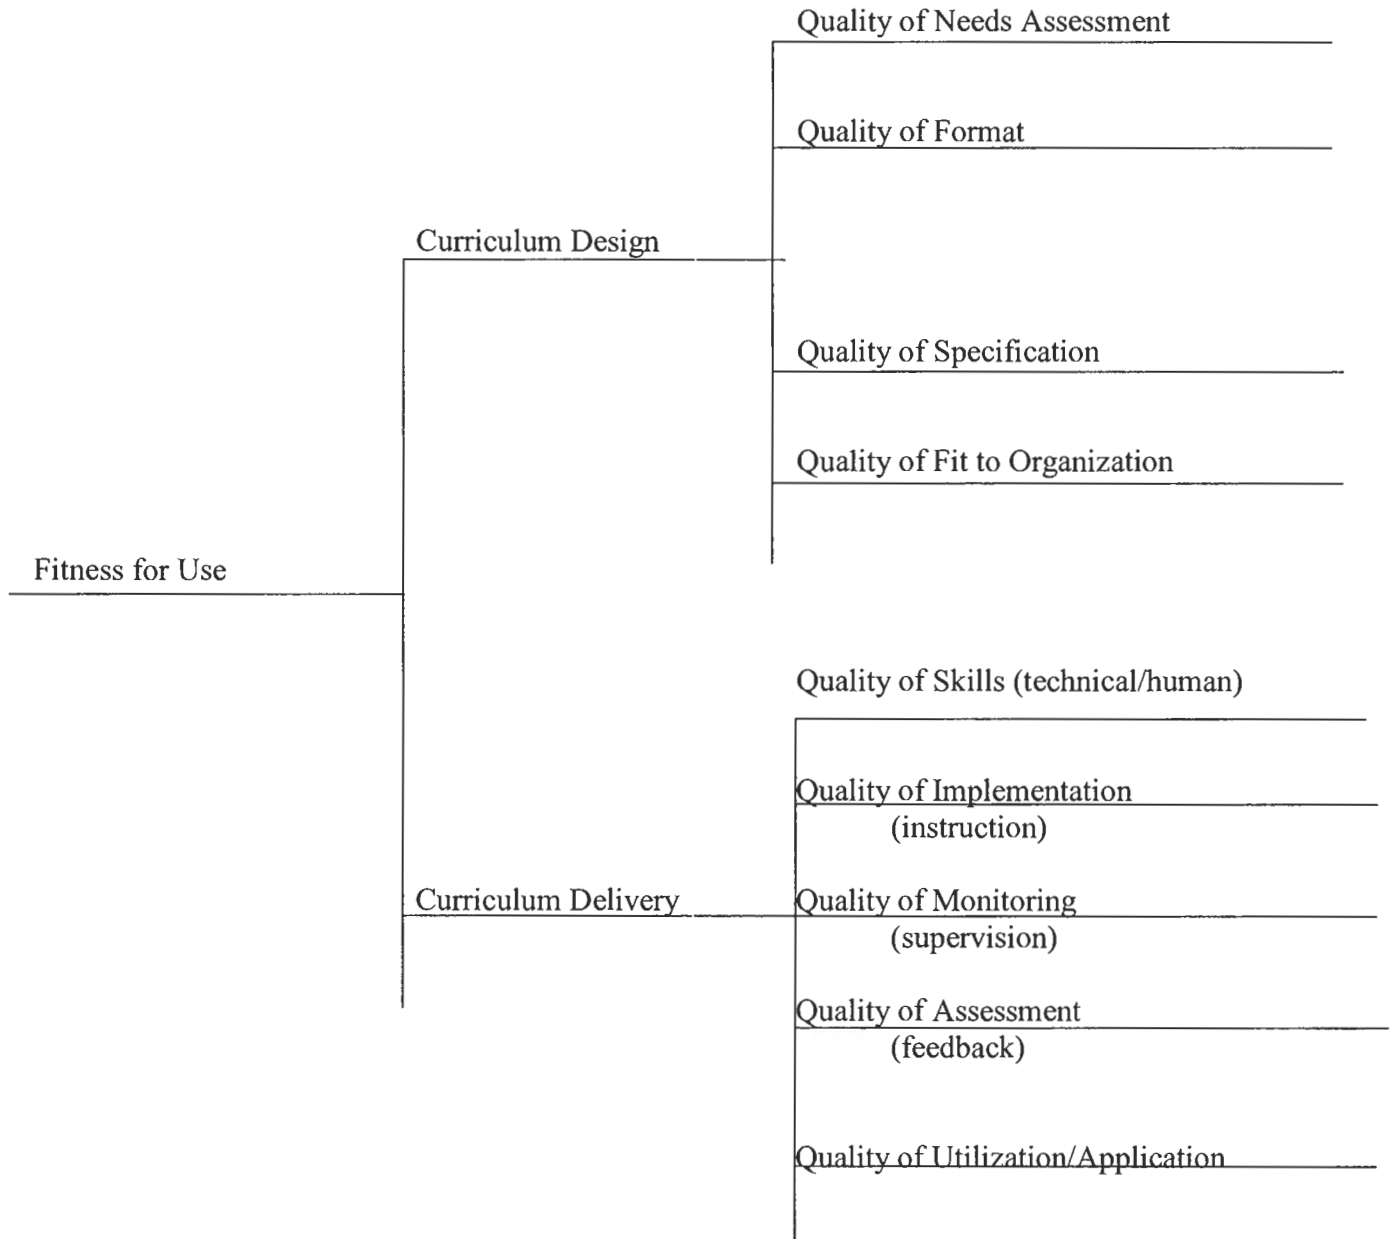 Quality of Needs Assessment
Quality of Format
Curriculum Design
Quality of Specification
Quality of Fit to Organization
Fitness for Use
Quality of Skills (technical/human)
Quality of Implementation
(instruction)
Curriculum Delivery
Quality of Monitoring
(supervision)
Quality of Assessment
(feedback)
Quality of Utilization/Application